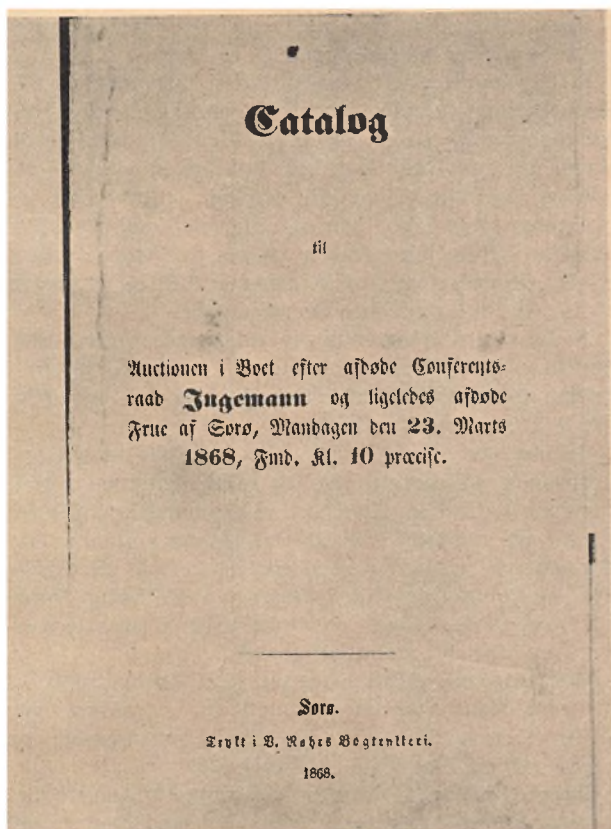 Catalog
til
Auctionen i Boet efter afdøde Conferents-
raad Ingemann og ligeledes afdøde
Frue af Sorø, Mandagen den 23. Marts
1868, Fmd. Kl. 10 præcise.
Sorø.
Trykt i V. Rohes Bogtrykkeri.
1868.